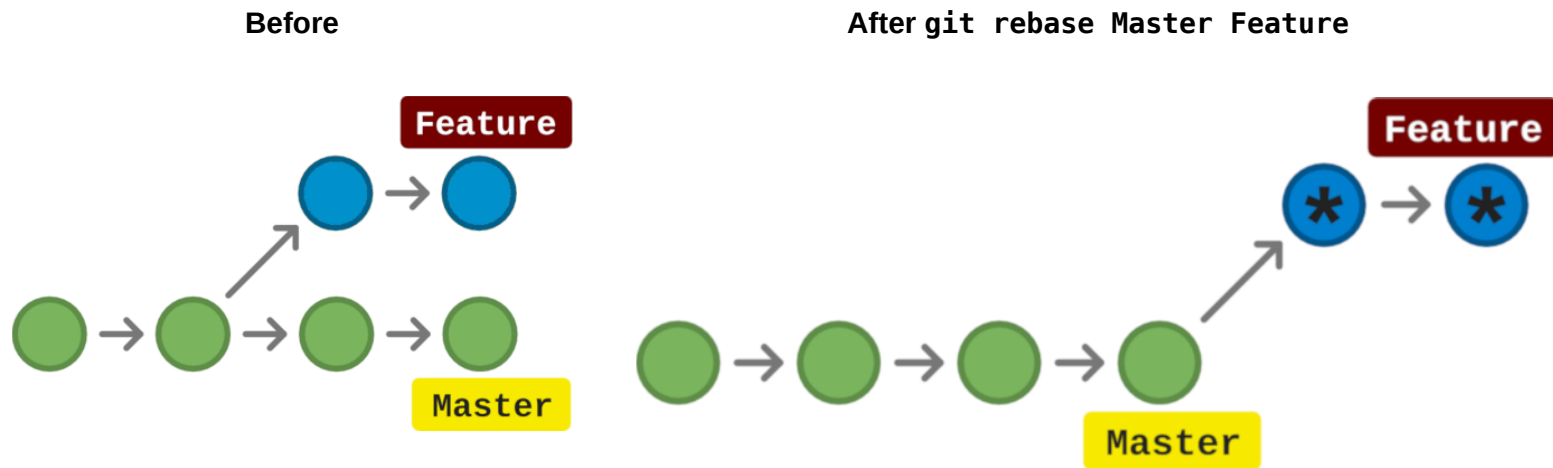 Before
After git rebase Master Feature
Feature
Feature
* *
Master
Master